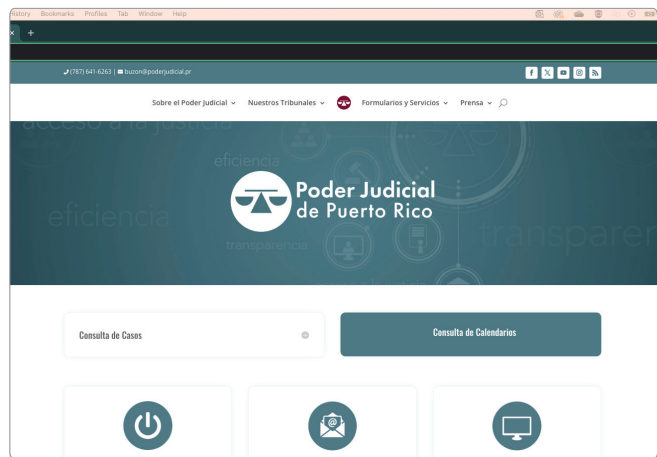 History Bookmarks Profiles Tab Window Help
(787) 641-6263 | buzon@poderjudicial.pr
Sobre el Poder Judicial Nuestros Tribunales Formularios y Servicios Prensa
acceso a la justicia
eficiencia
Poder Judicial
de Puerto Rico
eficiencia
transparencia
transparen
Consulta de Casos
Consulta de Calendarios